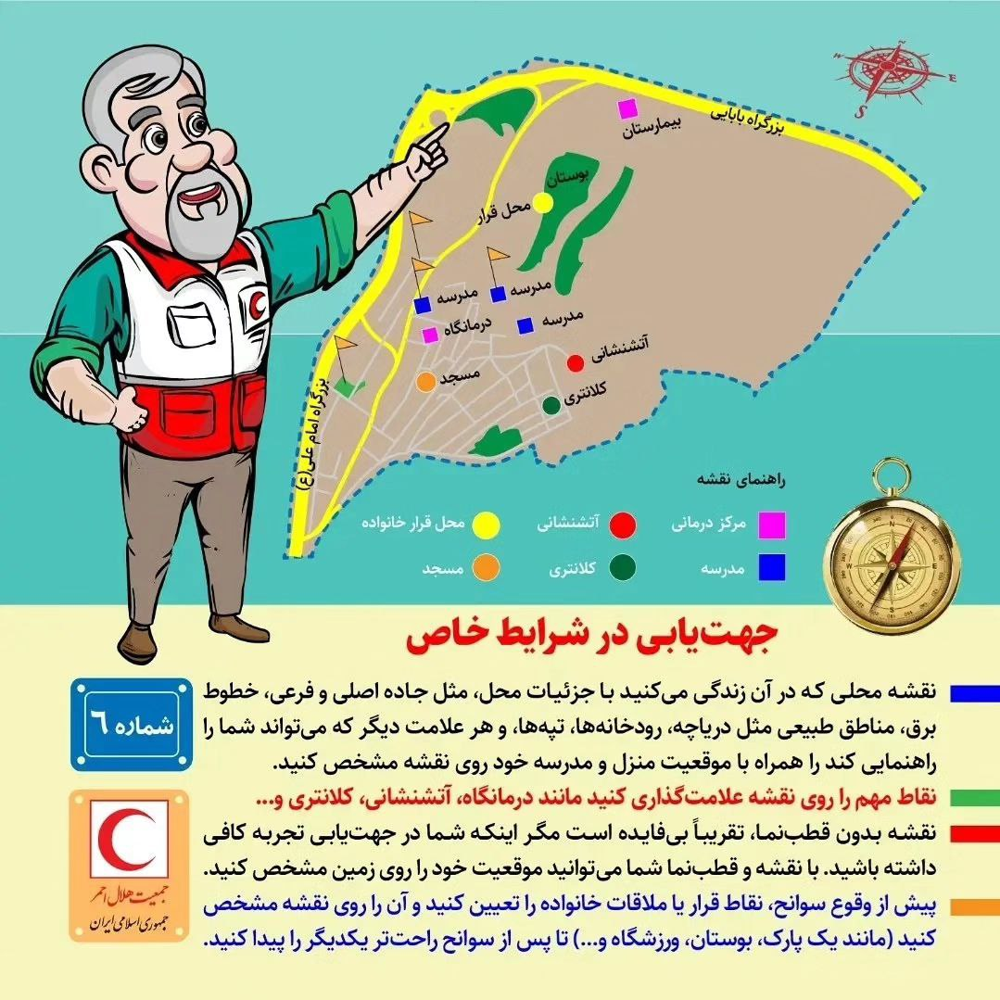 N
W
E
S
بزرگراه بابایی
بیمارستان
بوستان
محل قرار
مدرسه
مدرسه
مدرسه
درمانگاه
آتشنشانی
مسجد
کلانتری
بزرگراه امام علی(ع)
راهنمای نقشه
مرکز درمانی
آتشنشانی
محل قرار خانواده
مدرسه
کلانتری
مسجد
جهت‌یابی در شرایط خاص
نقشه محلی که در آن زندگی می‌کنید با جزئیات محل، مثل جاده اصلی و فرعی، خطوط
برق، مناطق طبیعی مثل دریاچه، رودخانه‌ها، تپه‌ها، و هر علامت دیگر که می‌تواند شما را
راهنمایی کند را همراه با موقعیت منزل و مدرسه خود روی نقشه مشخص کنید.
نقاط مهم را روی نقشه علامت‌گذاری کنید مانند درمانگاه، آتشنشانی، کلانتری و...
نقشه بدون قطب‌نما، تقریباً بی‌فایده است مگر اینکه شما در جهت‌یابی تجربه کافی
داشته باشید. با نقشه و قطب‌نما شما می‌توانید موقعیت خود را روی زمین مشخص کنید.
پیش از وقوع سوانح، نقاط قرار یا ملاقات خانواده را تعیین کنید و آن را روی نقشه مشخص
کنید (مانند یک پارک، بوستان، ورزشگاه و...) تا پس از سوانح راحت‌تر یکدیگر را پیدا کنید.
شماره ۶
جمعیت هلال احمر
جمهوری اسلامی ایران